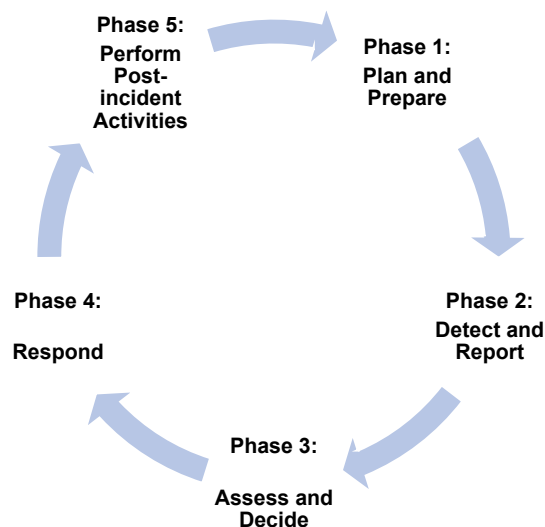 Phase 1:
Plan and
Prepare
Phase 2:
Detect and
Report
Phase 3:
Assess and
Decide
Phase 4:
Respond
Phase 5:
Perform
Post-
incident
Activities